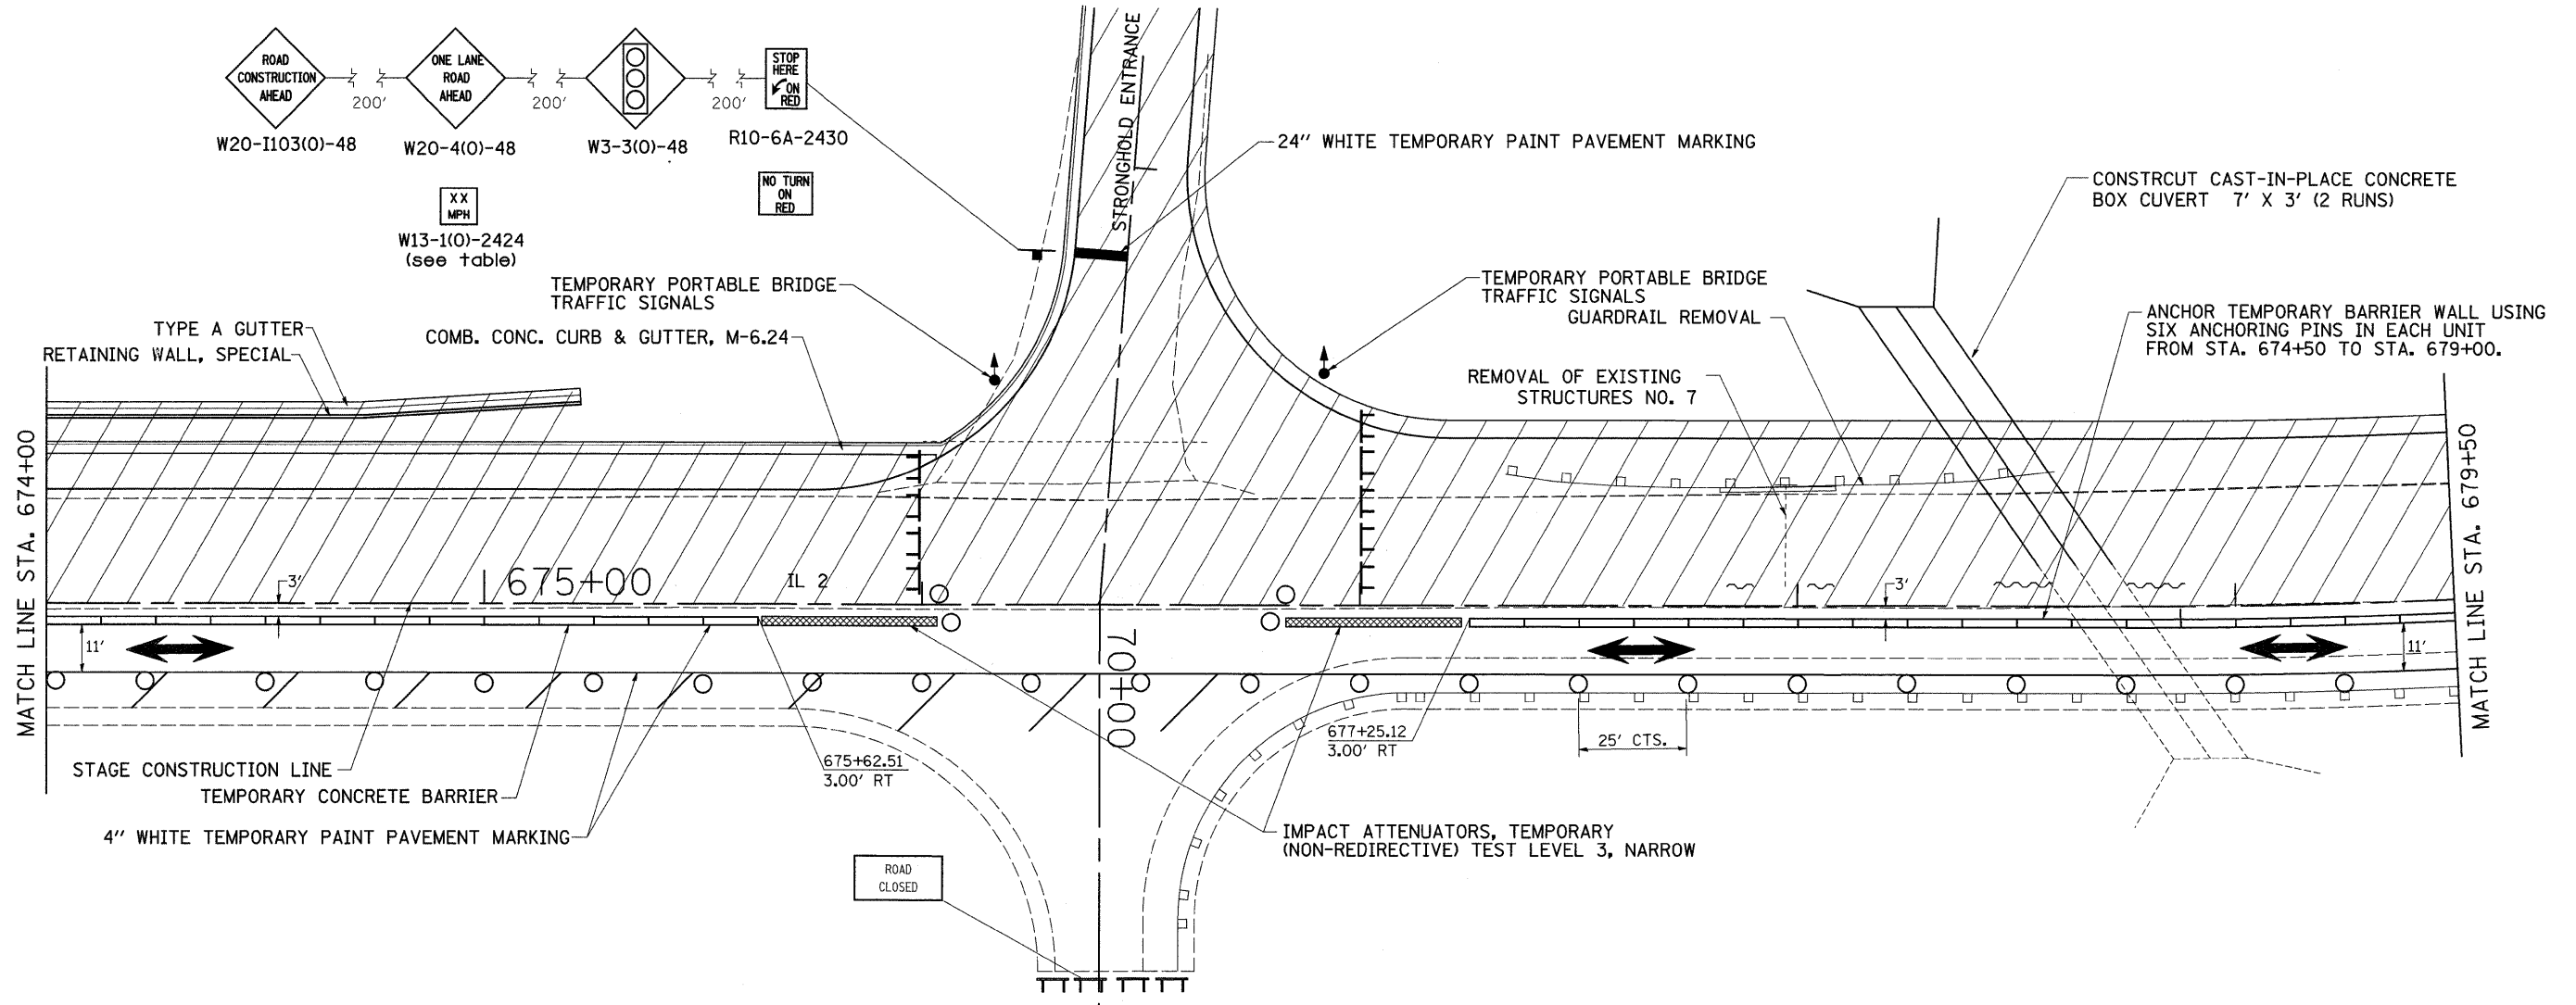 ROAD
CONSTRUCTION
AHEAD
200'
W20-I103(O)-48
ONE LANE
ROAD
AHEAD
200'
W20-4(O)-48
XX
MPH
W13-1(O)-2424
(see table)
200'
W3-3(O)-48
STOP
HERE
ON
RED
R10-6A-2430
NO TURN
ON
RED
STRONGHOLD ENTRANCE
24" WHITE TEMPORARY PAINT PAVEMENT MARKING
CONSTRCUT CAST-IN-PLACE CONCRETE
BOX CUVERT 7' X 3' (2 RUNS)
TEMPORARY PORTABLE BRIDGE
TRAFFIC SIGNALS
TEMPORARY PORTABLE BRIDGE
TRAFFIC SIGNALS
GUARDRAIL REMOVAL
ANCHOR TEMPORARY BARRIER WALL USING
SIX ANCHORING PINS IN EACH UNIT
FROM STA. 674+50 TO STA. 679+00.
TYPE A GUTTER
RETAINING WALL, SPECIAL
COMB. CONC. CURB & GUTTER, M-6.24
REMOVAL OF EXISTING
STRUCTURES NO. 7
MATCH LINE STA. 674+00
MATCH LINE STA. 679+50
3'
675+00
IL 2
3'
11'
11'
70+00
675+62.51
3.00' RT
677+25.12
3.00' RT
25' CTS.
STAGE CONSTRUCTION LINE
TEMPORARY CONCRETE BARRIER
4" WHITE TEMPORARY PAINT PAVEMENT MARKING
IMPACT ATTENUATORS, TEMPORARY
(NON-REDIRECTIVE) TEST LEVEL 3, NARROW
ROAD
CLOSED